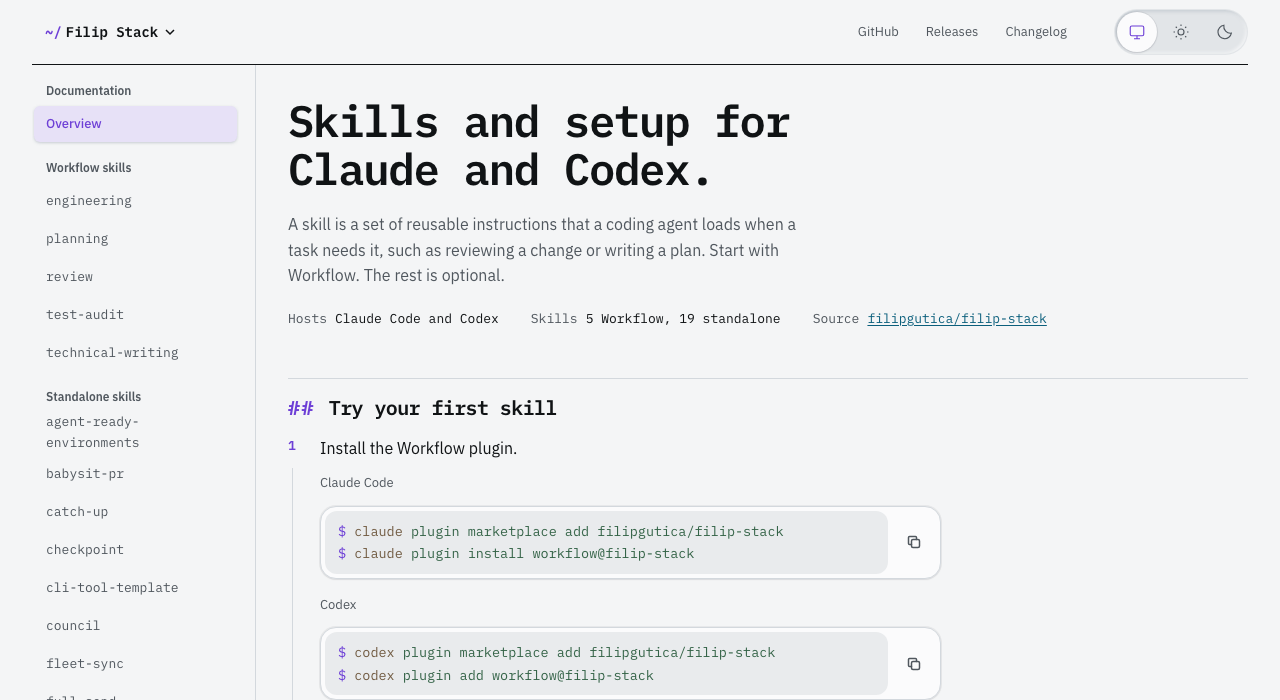 ~/ Filip Stack
GitHub
Releases
Changelog
Documentation
Overview
Workflow skills
engineering
planning
review
test-audit
technical-writing
Standalone skills
agent-ready-
environments
babysit-pr
catch-up
checkpoint
cli-tool-template
council
fleet-sync
Skills and setup for
Claude and Codex.
A skill is a set of reusable instructions that a coding agent loads when a
task needs it, such as reviewing a change or writing a plan. Start with
Workflow. The rest is optional.
Hosts Claude Code and Codex
Skills 5 Workflow, 19 standalone
Source filipgutica/filip-stack
## Try your first skill
1 Install the Workflow plugin.
Claude Code
$ claude plugin marketplace add filipgutica/filip-stack
$ claude plugin install workflow@filip-stack
Codex
$ codex plugin marketplace add filipgutica/filip-stack
$ codex plugin add workflow@filip-stack